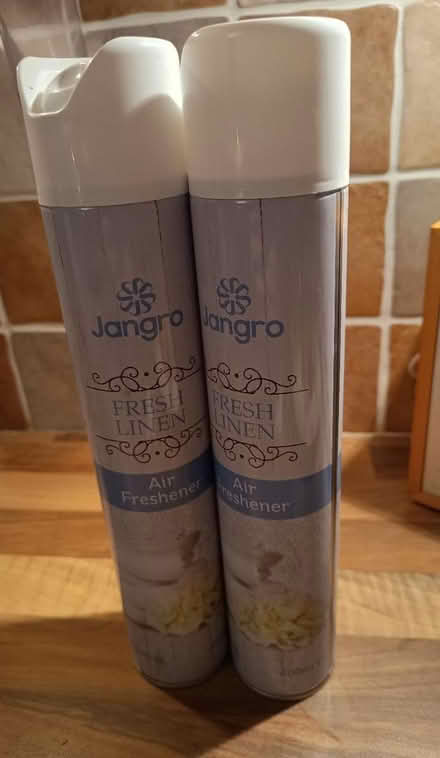 Jangro
FRESH
LINEN
Air
Freshener
Jangro
FRESH
LINEN
Air
Freshener